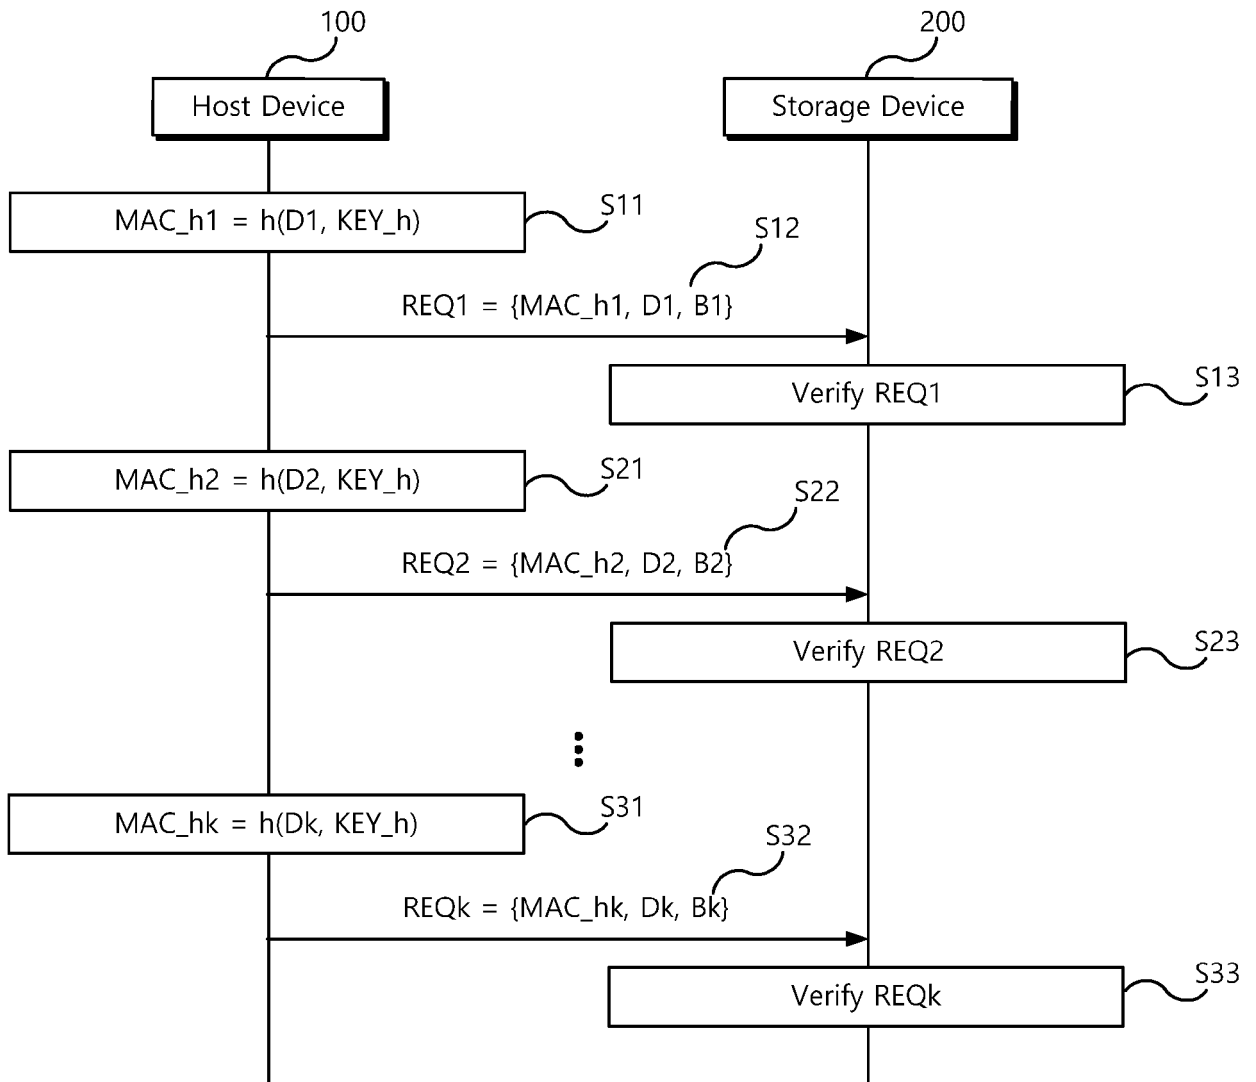 100
200
Host Device
Storage Device
MAC_h1 = h(D1, KEY_h)
S11
S12
REQ1 = {MAC_h1, D1, B1}
Verify REQ1
S13
MAC_h2 = h(D2, KEY_h)
S21
S22
REQ2 = {MAC_h2, D2, B2}
Verify REQ2
S23
MAC_hk = h(Dk, KEY_h)
S31
S32
REQk = {MAC_hk, Dk, Bk}
Verify REQk
S33